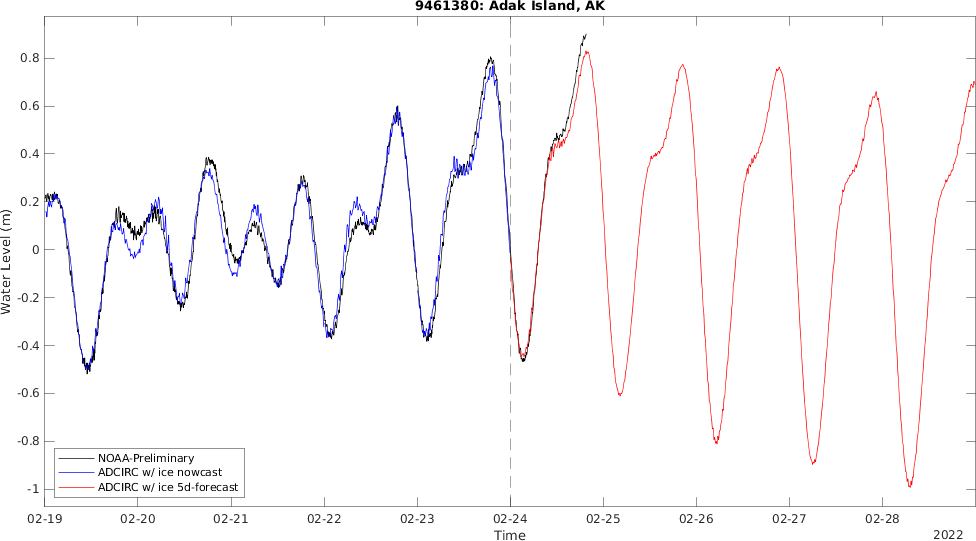 9461380: Adak Island, AK
Water Level (m)
0.8
0.6
0.4
0.2
0
-0.2
-0.4
-0.6
-0.8
-1
NOAA-Preliminary
ADCIRC w/ ice nowcast
ADCIRC w/ ice 5d-forecast
02-19 02-20 02-21 02-22 02-23 02-24 02-25 02-26 02-27 02-28
Time
2022